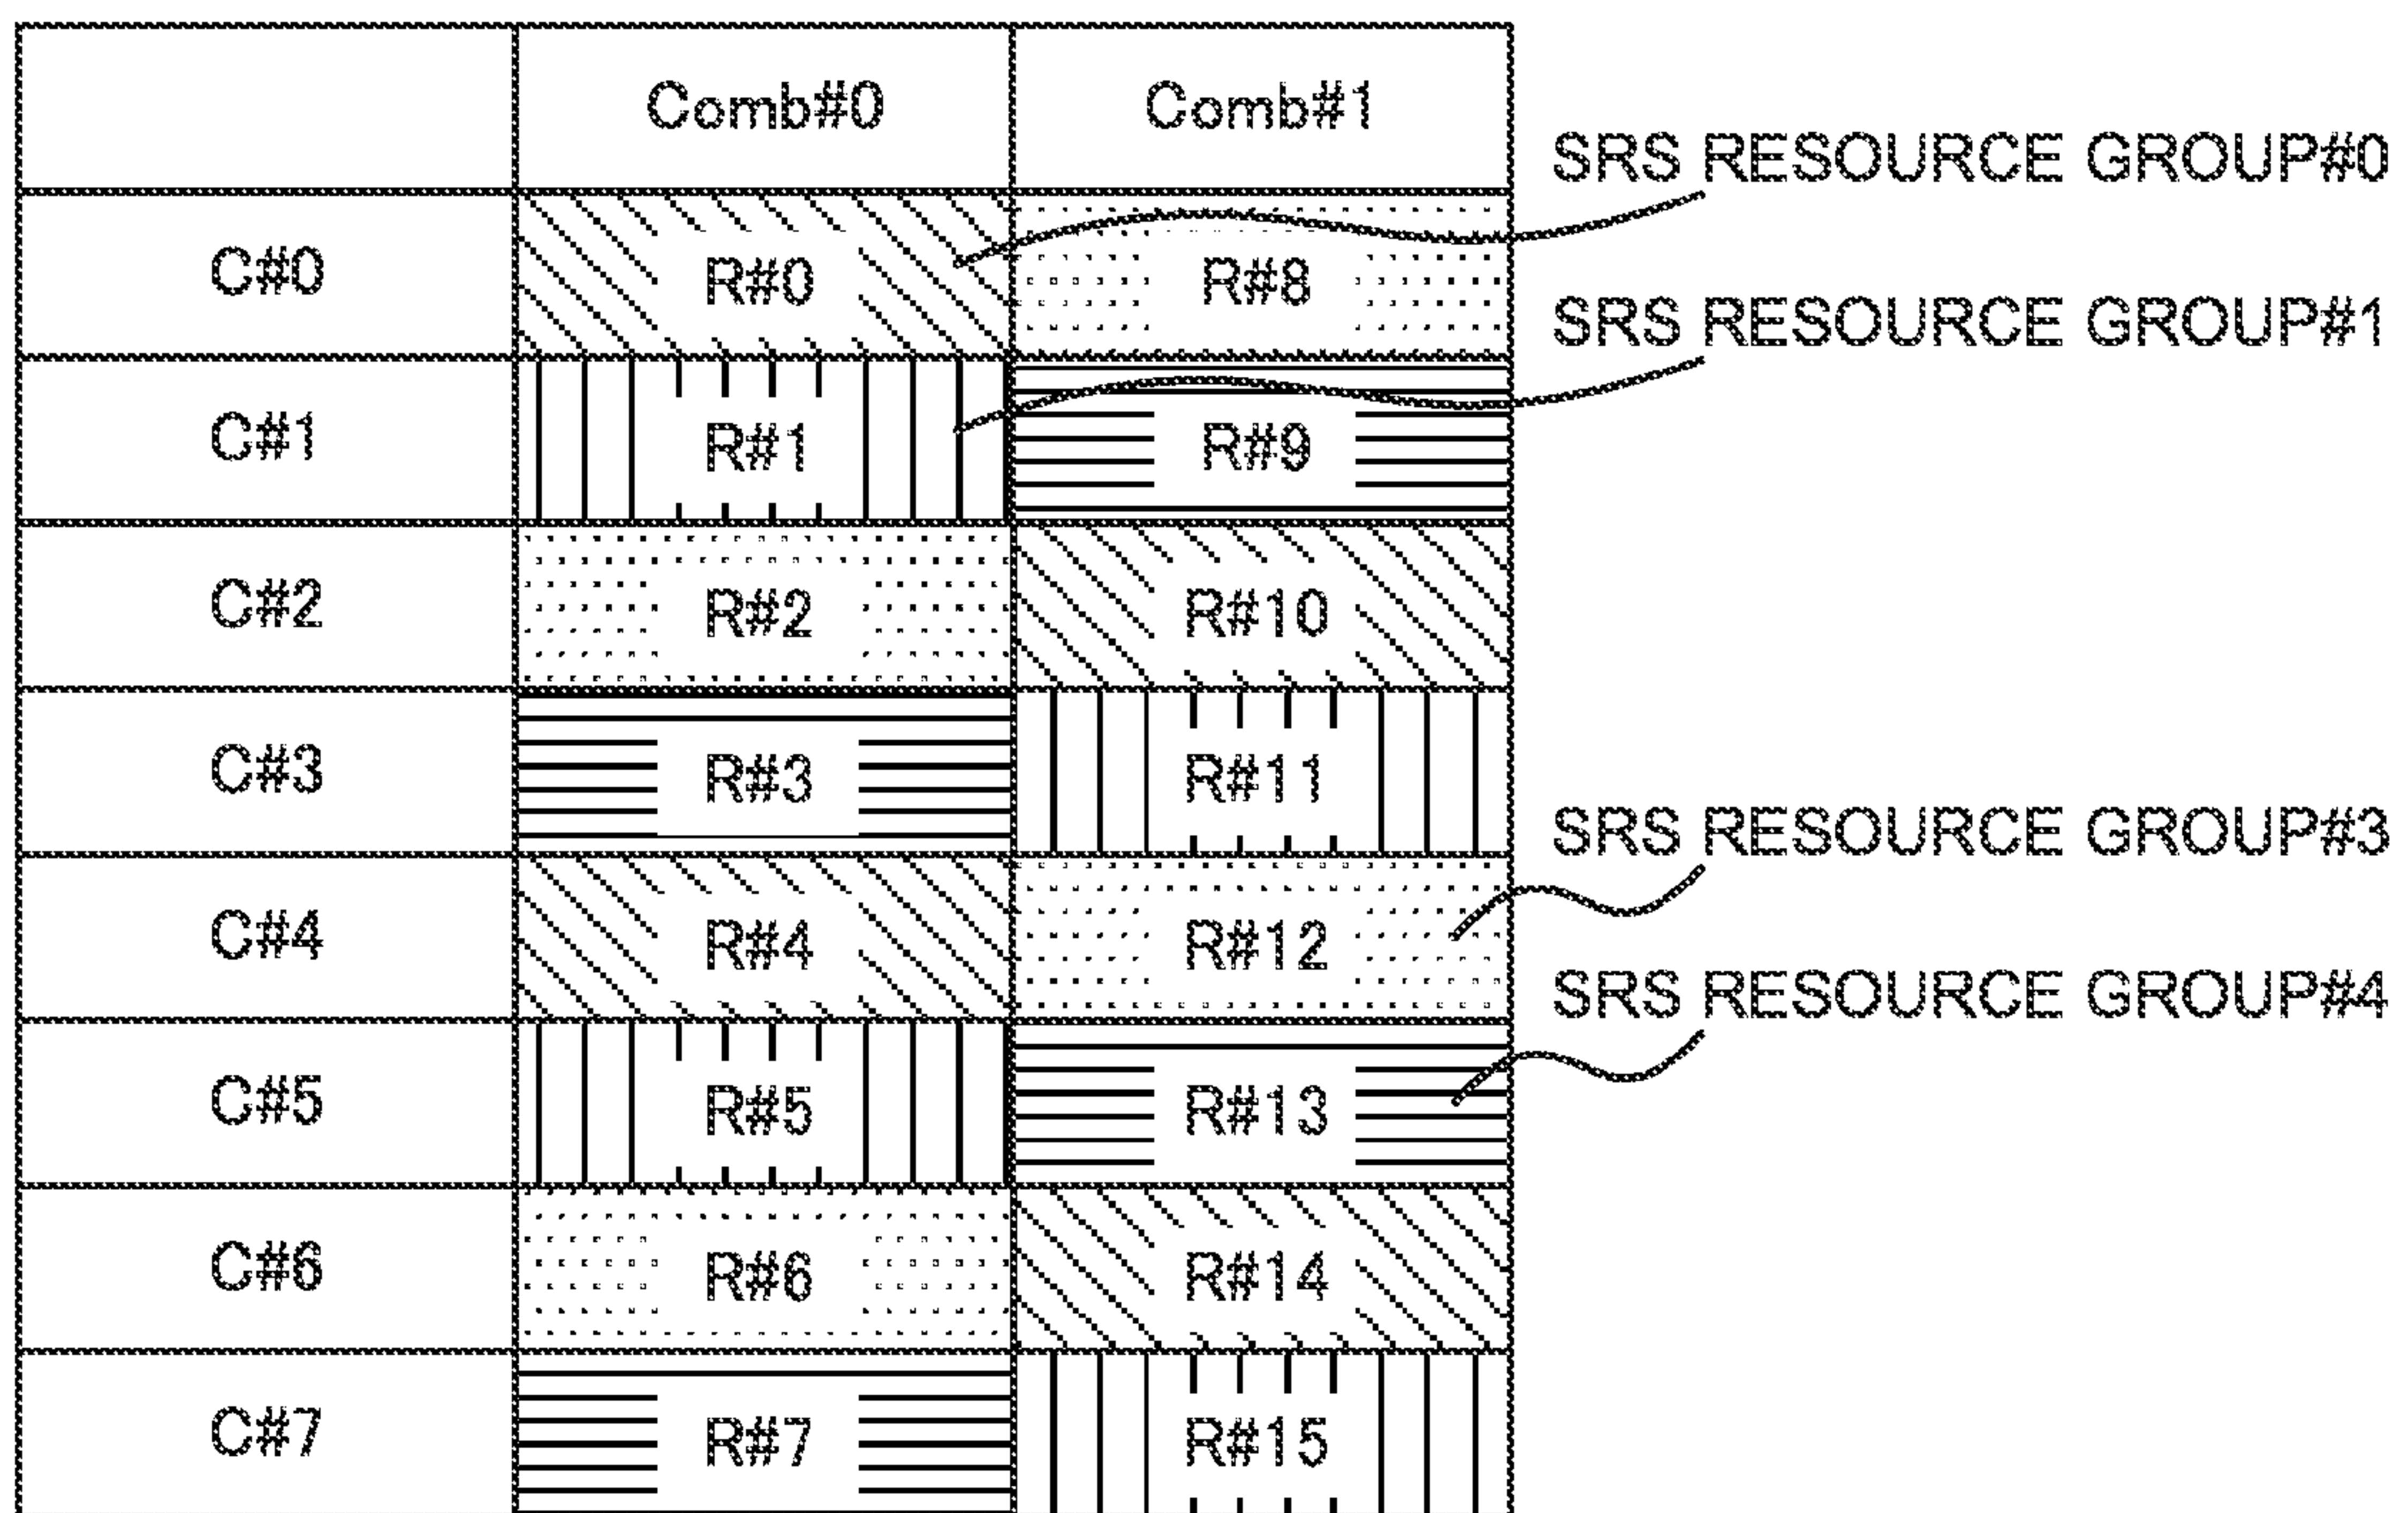 Comb#0 Comb#1
SRS RESOURCE GROUP#0
C#0 R#0 R#8
SRS RESOURCE GROUP#1
C#1 R#1 R#9
C#2 R#2 R#10
C#3 R#3 R#11
SRS RESOURCE GROUP#3
C#4 R#4 R#12
SRS RESOURCE GROUP#4
C#5 R#5 R#13
C#6 R#6 R#14
C#7 R#7 R#15